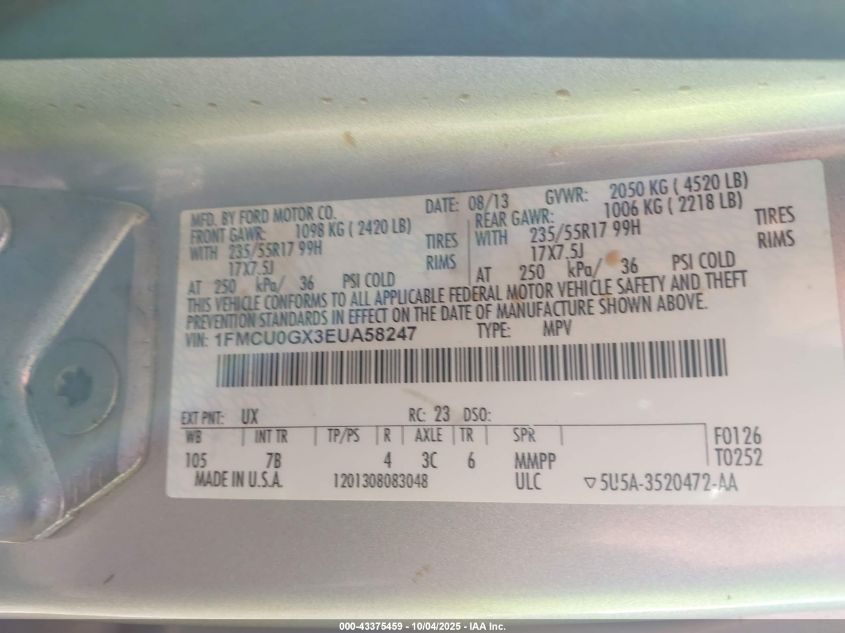 MFD. BY FORD MOTOR CO. DATE: 08/13 GVWR: 2050 KG ( 4520 LB)
FRONT GAWR: 1098 KG ( 2420 LB) REAR GAWR: 1006 KG ( 2218 LB)
WITH 235/55R17 99H TIRES WITH 235/55R17 99H TIRES
17X7.5J RIMS 17X7.5J RIMS
AT 250 kPa/ 36 PSI COLD AT 250 kPa/ 36 PSI COLD
THIS VEHICLE CONFORMS TO ALL APPLICABLE FEDERAL MOTOR VEHICLE SAFETY AND THEFT
PREVENTION STANDARDS IN EFFECT ON THE DATE OF MANUFACTURE SHOWN ABOVE.
VIN: 1FMCU0GX3EUA58247 TYPE: MPV
EXT PNT: UX RC: 23 DSO:
WB INT TR TP/PS R AXLE TR SPR F0126
105 7B 4 3C 6 MMPP T0252
MADE IN U.S.A. 1201308083048 ULC ▽5U5A-3520472-AA
000-43375459 - 10/04/2025 - IAA Inc.